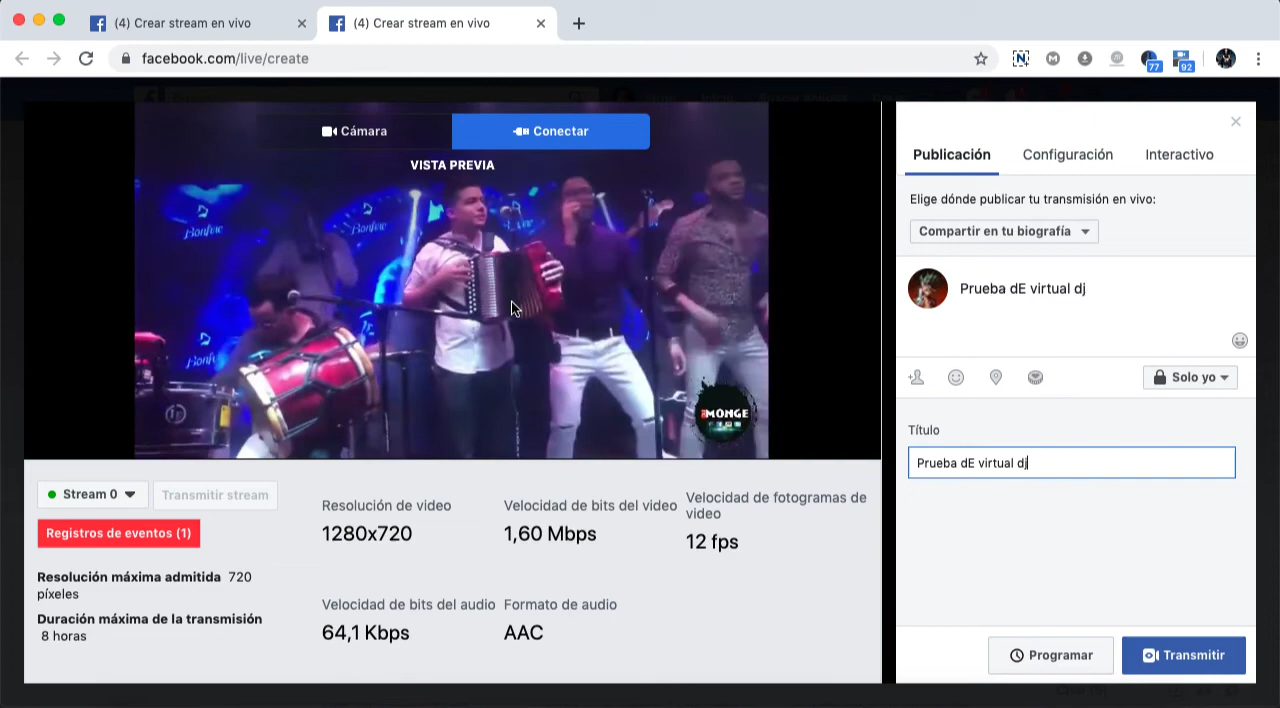 (4) Crear stream en vivo
(4) Crear stream en vivo
facebook.com/live/create
77
92
Cámara
Conectar
VISTA PREVIA
Bonfire
MONGE
Stream 0
Transmitir stream
Registros de eventos (1)
Resolución máxima admitida 720
píxeles
Duración máxima de la transmisión
8 horas
Resolución de video
1280x720
Velocidad de bits del video
1,60 Mbps
Velocidad de fotogramas de
video
12 fps
Velocidad de bits del audio
64,1 Kbps
Formato de audio
AAC
Publicación
Configuración
Interactivo
Elige dónde publicar tu transmisión en vivo:
Compartir en tu biografía
Prueba dE virtual dj
Solo yo
Título
Prueba dE virtual dj
Programar
Transmitir